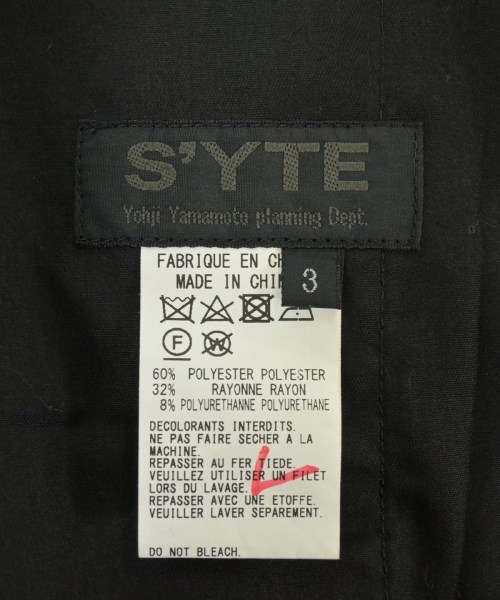 S'YTE
Yohji Yamamoto planning Dept.
FABRIQUE EN
MADE IN
3
F W
60% POLYESTER POLYESTER
32% RAYONNE RAYON
8% POLYURETHANNE POLYURETHANE
DECOLORANTS INTERDITS.
NE PAS FAIRE SECHER A LA
MACHINE.
REPASSER AU FER TIEDE.
VEUILLEZ UTILISER UN FILET
LORS DU LAVAGE.
REPASSER AVEC UNE ETOFFE.
VEUILLER LAVER SEPAREMENT.
DO NOT BLEACH.